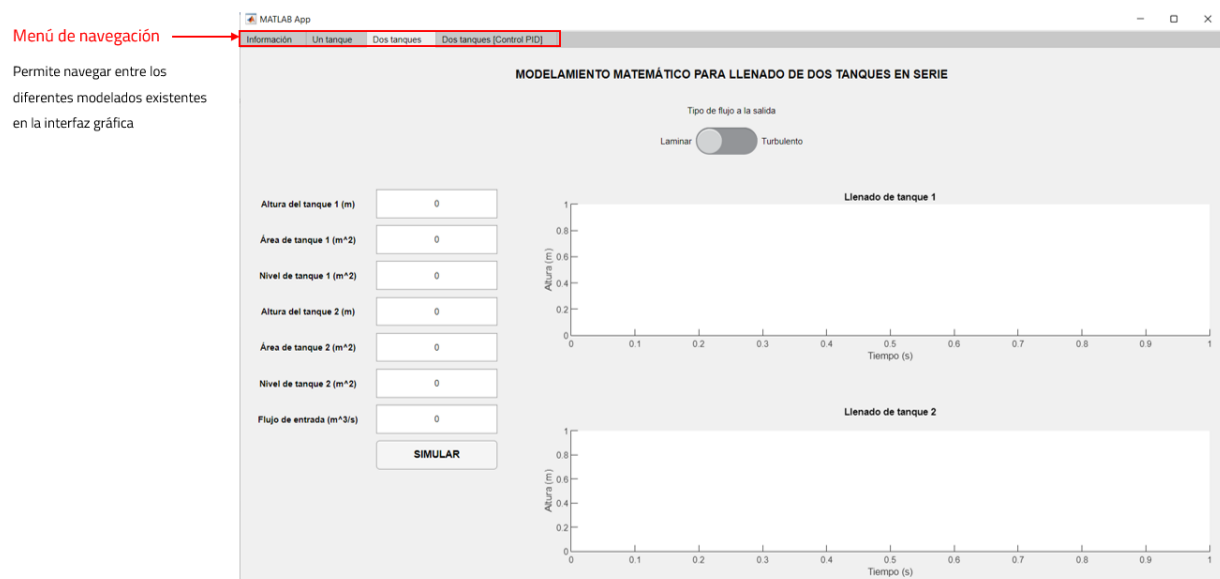 MATLAB App
Menú de navegación
Información Un tanque Dos tanques Dos tanques [Control PID]
Permite navegar entre los
diferentes modelados existentes
en la interfaz gráfica
MODELAMIENTO MATEMÁTICO PARA LLENADO DE DOS TANQUES EN SERIE
Tipo de flujo a la salida
Laminar Turbulento
Altura del tanque 1 (m) 0
Área de tanque 1 (m^2) 0
Nivel de tanque 1 (m^2) 0
Altura del tanque 2 (m) 0
Área de tanque 2 (m^2) 0
Nivel de tanque 2 (m^2) 0
Flujo de entrada (m^3/s) 0
SIMULAR
Llenado de tanque 1
Altura (m)
1
0.8
0.6
0.4
0.2
0
0 0.1 0.2 0.3 0.4 0.5 0.6 0.7 0.8 0.9 1
Tiempo (s)
Llenado de tanque 2
Altura (m)
1
0.8
0.6
0.4
0.2
0
0 0.1 0.2 0.3 0.4 0.5 0.6 0.7 0.8 0.9 1
Tiempo (s)